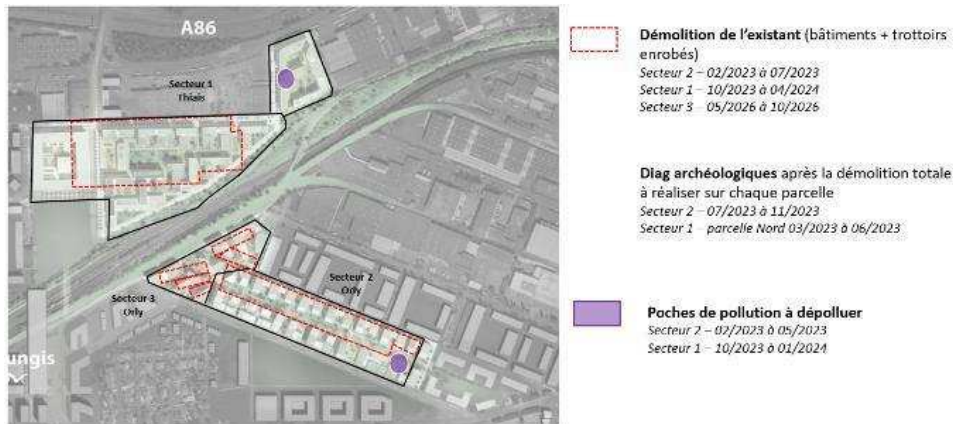 A86
Secteur 1
Thiais
Secteur 2
Orly
Secteur 3
Orly
ungis
Démolition de l'existant (bâtiments + trottoirs
enrobés)
Secteur 2 – 02/2023 à 07/2023
Secteur 1 – 10/2023 à 04/2024
Secteur 3 – 05/2026 à 10/2026
Diag archéologiques après la démolition totale
à réaliser sur chaque parcelle
Secteur 2 – 07/2023 à 11/2023
Secteur 1 – parcelle Nord 03/2023 à 06/2023
Poches de pollution à dépolluer
Secteur 2 – 02/2023 à 05/2023
Secteur 1 – 10/2023 à 01/2024